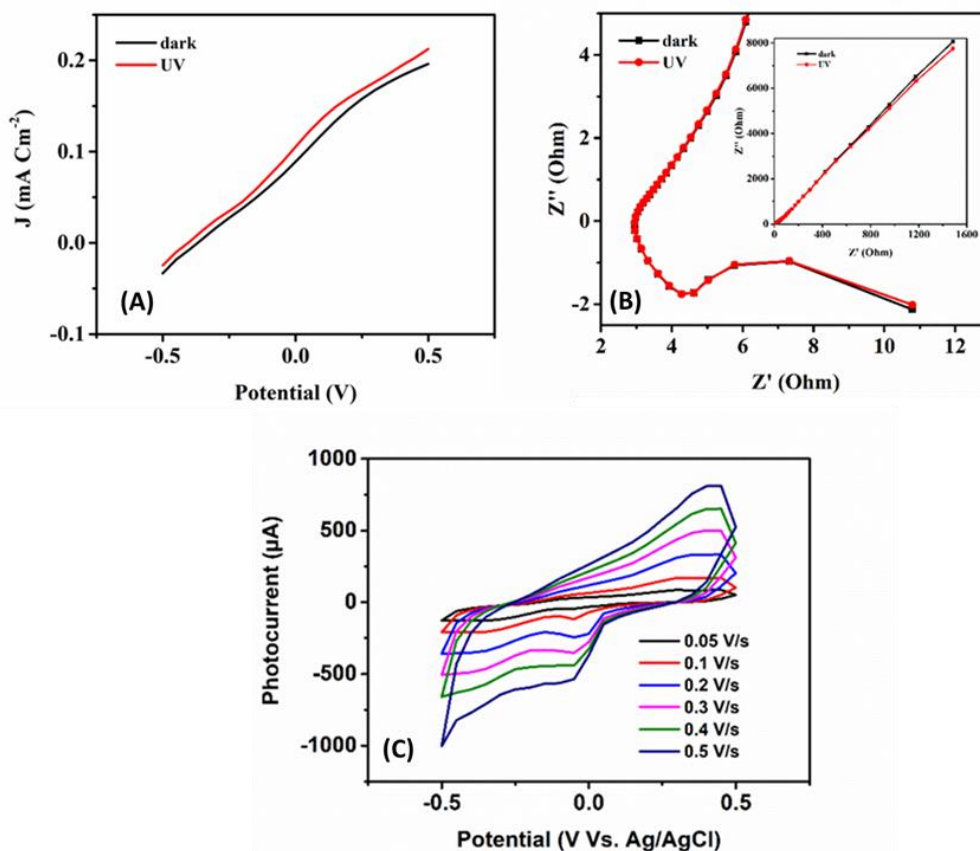 dark
UV
0.2
0.1
0.0
-0.1
J (mA Cm-2)
-0.5
0.0
0.5
Potential (V)
(A)
dark
UV
4
2
0
-2
Z'' (Ohm)
2
4
6
8
10
12
Z' (Ohm)
(B)
dark
UV
8000
6000
4000
2000
0
Z'' (Ohm)
0
400
800
1200
1600
Z' (Ohm)
1000
500
0
-500
-1000
Photocurrent (µA)
0.05 V/s
0.1 V/s
0.2 V/s
0.3 V/s
0.4 V/s
0.5 V/s
(C)
-0.5
0.0
0.5
Potential (V Vs. Ag/AgCl)